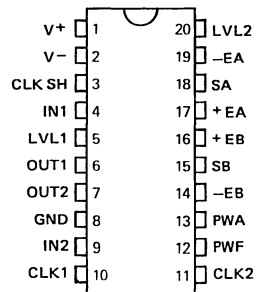 V+ 1 20 LVL2
V− 2 19 −EA
CLK SH 3 18 SA
IN1 4 17 +EA
LVL1 5 16 +EB
OUT1 6 15 SB
OUT2 7 14 −EB
GND 8 13 PWA
IN2 9 12 PWF
CLK1 10 11 CLK2